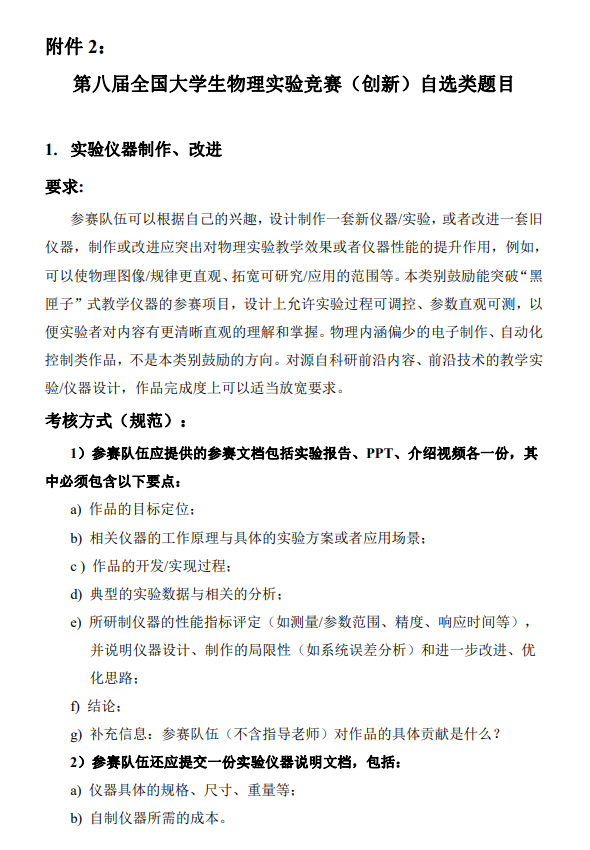 附件 2：
第八届全国大学生物理实验竞赛（创新）自选类题目
1. 实验仪器制作、改进
要求:
参赛队伍可以根据自己的兴趣，设计制作一套新仪器/实验，或者改进一套旧
仪器，制作或改进应突出对物理实验教学效果或者仪器性能的提升作用，例如，
可以使物理图像/规律更直观、拓宽可研究/应用的范围等。本类别鼓励能突破“黑
匣子”式教学仪器的参赛项目，设计上允许实验过程可调控、参数直观可测，以
便实验者对内容有更清晰直观的理解和掌握。物理内涵偏少的电子制作、自动化
控制类作品，不是本类别鼓励的方向。对源自科研前沿内容、前沿技术的教学实
验/仪器设计，作品完成度上可以适当放宽要求。
考核方式（规范）：
1）参赛队伍应提供的参赛文档包括实验报告、PPT、介绍视频各一份，其
中必须包含以下要点：
a) 作品的目标定位；
b) 相关仪器的工作原理与具体的实验方案或者应用场景；
c ) 作品的开发/实现过程；
d) 典型的实验数据与相关的分析；
e) 所研制仪器的性能指标评定（如测量/参数范围、精度、响应时间等），
并说明仪器设计、制作的局限性（如系统误差分析）和进一步改进、优
化思路；
f) 结论；
g) 补充信息：参赛队伍（不含指导老师）对作品的具体贡献是什么？
2）参赛队伍还应提交一份实验仪器说明文档，包括：
a) 仪器具体的规格、尺寸、重量等；
b) 自制仪器所需的成本。